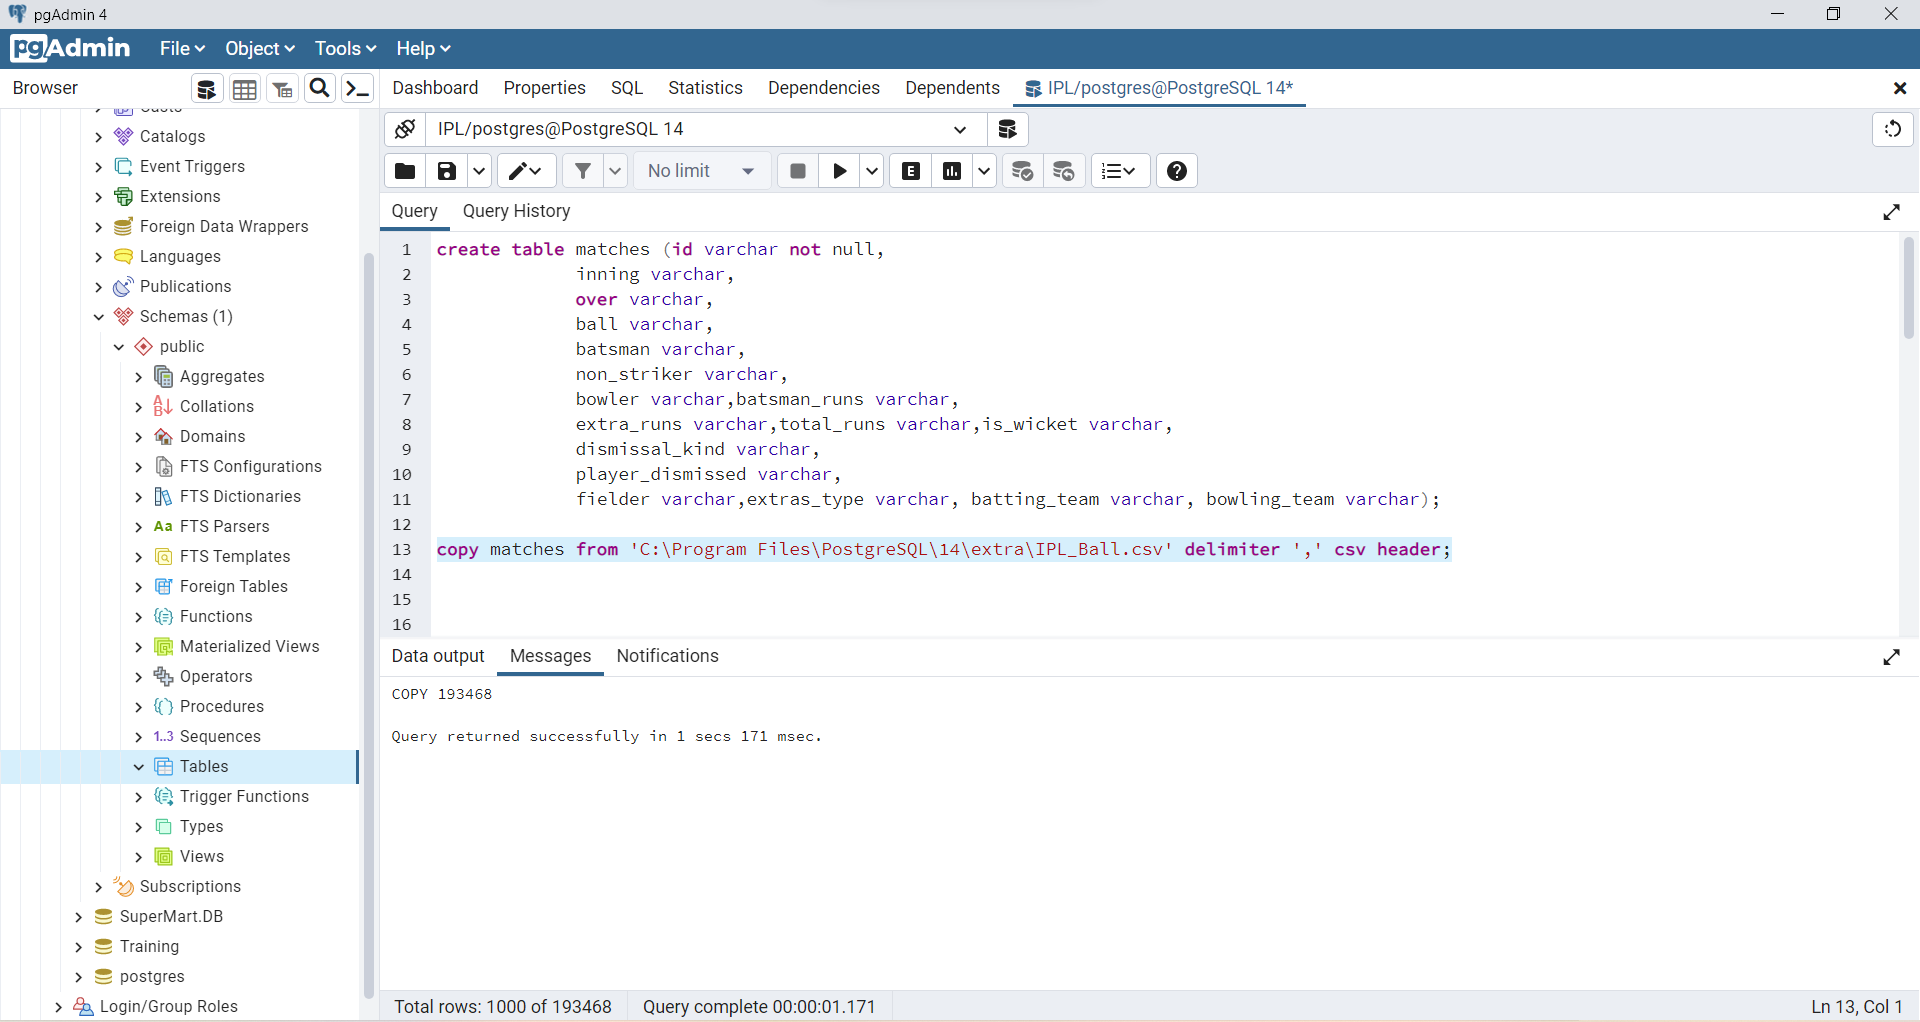 pgAdmin 4
pgAdmin File Object Tools Help
Browser
Dashboard Properties SQL Statistics Dependencies Dependents IPL/postgres@PostgreSQL 14*
Casts
Catalogs
Event Triggers
Extensions
Foreign Data Wrappers
Languages
Publications
Schemas (1)
public
Aggregates
Collations
Domains
FTS Configurations
FTS Dictionaries
Aa FTS Parsers
FTS Templates
Foreign Tables
Functions
Materialized Views
Operators
Procedures
1..3 Sequences
Tables
Trigger Functions
Types
Views
Subscriptions
SuperMart.DB
Training
postgres
Login/Group Roles
IPL/postgres@PostgreSQL 14
No limit E
Query Query History
1 create table matches (id varchar not null,
2 inning varchar,
3 over varchar,
4 ball varchar,
5 batsman varchar,
6 non_striker varchar,
7 bowler varchar,batsman_runs varchar,
8 extra_runs varchar,total_runs varchar,is_wicket varchar,
9 dismissal_kind varchar,
10 player_dismissed varchar,
11 fielder varchar,extras_type varchar, batting_team varchar, bowling_team varchar);
12
13 copy matches from 'C:\Program Files\PostgreSQL\14\extra\IPL_Ball.csv' delimiter ',' csv header;
14
15
16
Data output Messages Notifications
COPY 193468
Query returned successfully in 1 secs 171 msec.
Total rows: 1000 of 193468 Query complete 00:00:01.171 Ln 13, Col 1